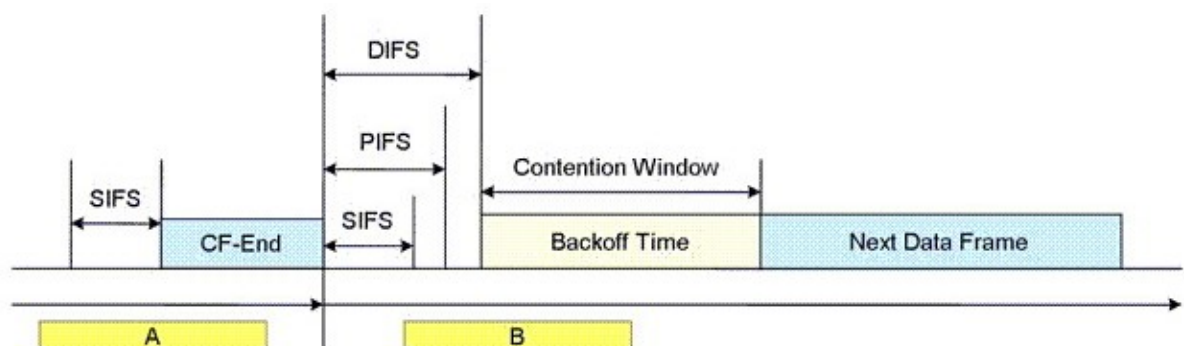 DIFS
PIFS
Contention Window
SIFS
SIFS
CF-End
Backoff Time
Next Data Frame
A
B